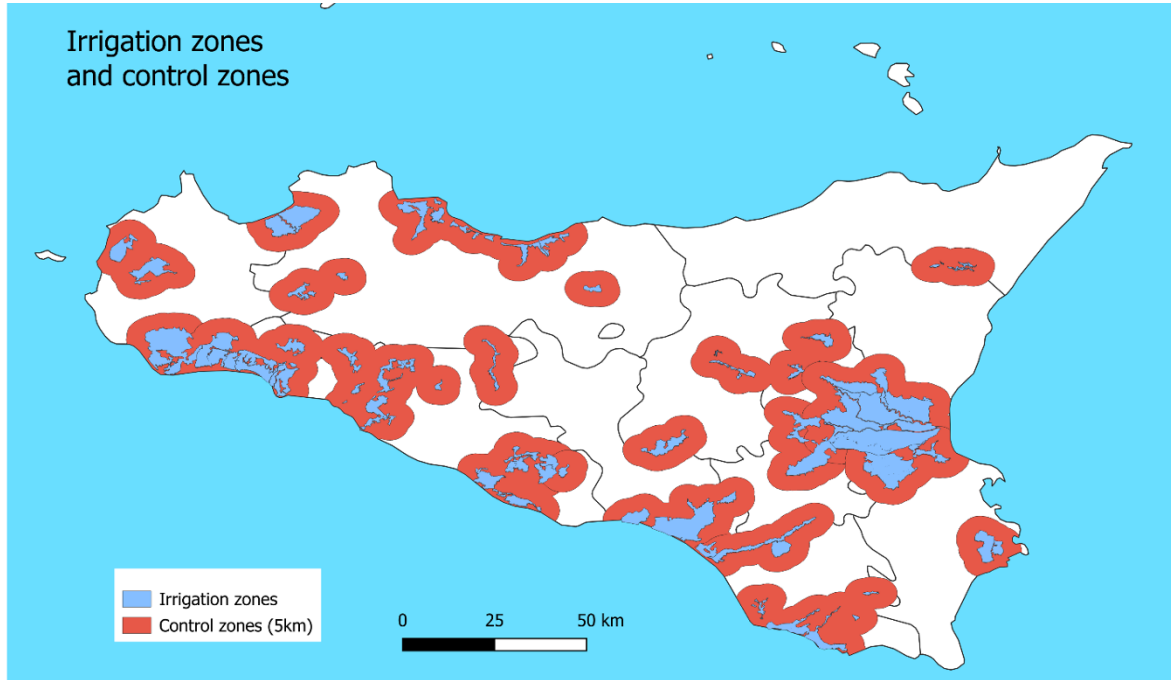 Irrigation zones
and control zones
Irrigation zones
Control zones (5km)
0 25 50 km